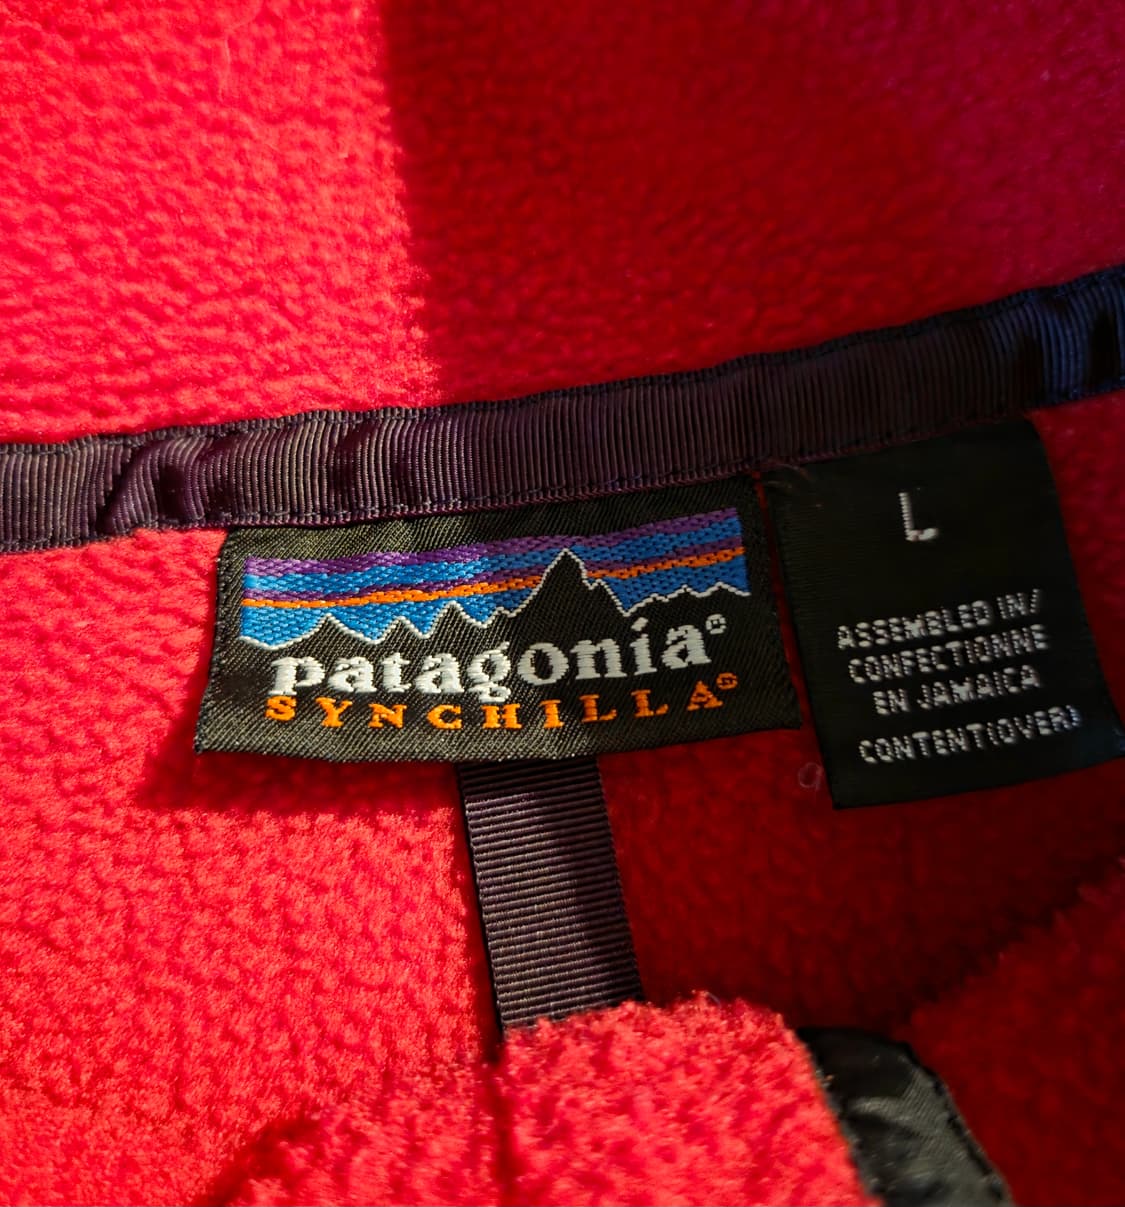 patagonia®
SYNCHILLA®
L
ASSEMBLED IN/
CONFECTIONNE
EN JAMAICA
CONTENT(OVER)